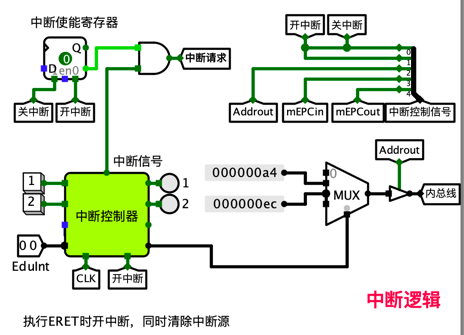 中断使能寄存器
开中断
关中断
Q
D
0
en0
中断请求
0
1
2
3
4
关中断
开中断
Addrout
mEPCin
mEPCout
中断控制信号
中断信号
1
1
2
2
中断控制器
000000a4
000000ec
0
MUX
0
Addrout
内总线
00
EduInt
CLK
开中断
中断逻辑
执行ERET时开中断，同时清除中断源